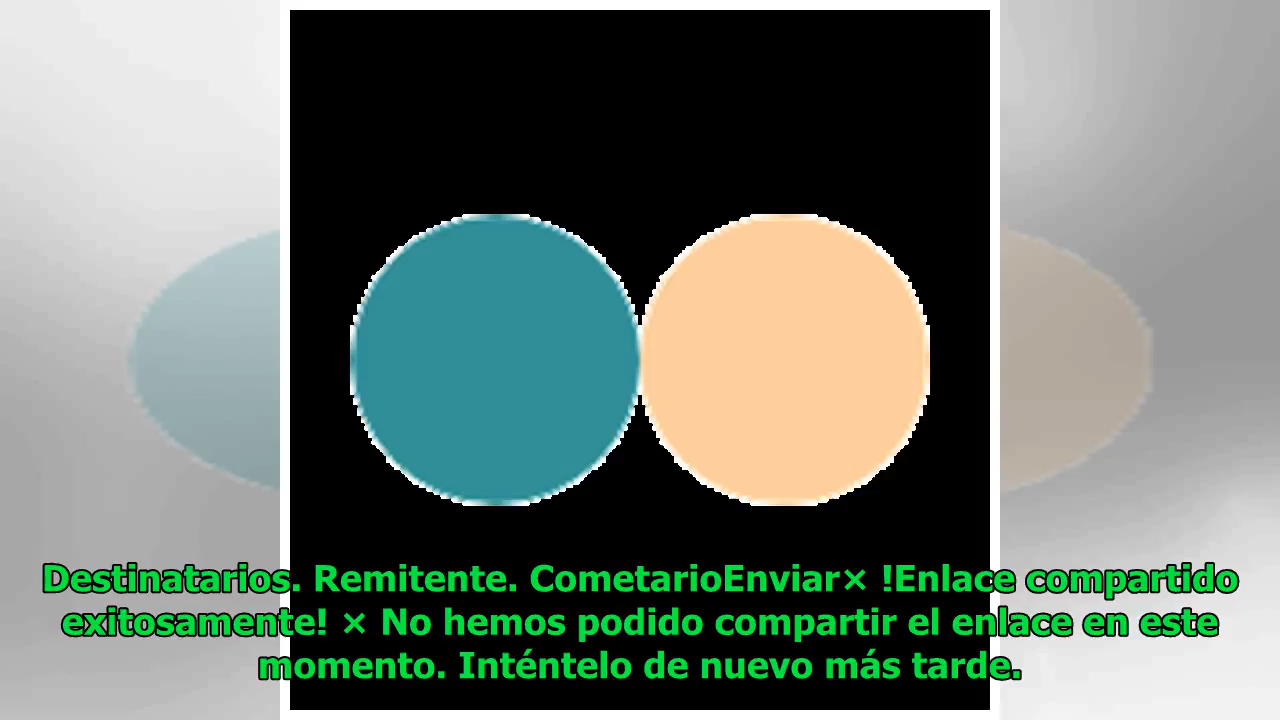 Destinatarios. Remitente. CometarioEnviar× !Enlace compartido
exitosamente! × No hemos podido compartir el enlace en este
momento. Inténtelo de nuevo más tarde.